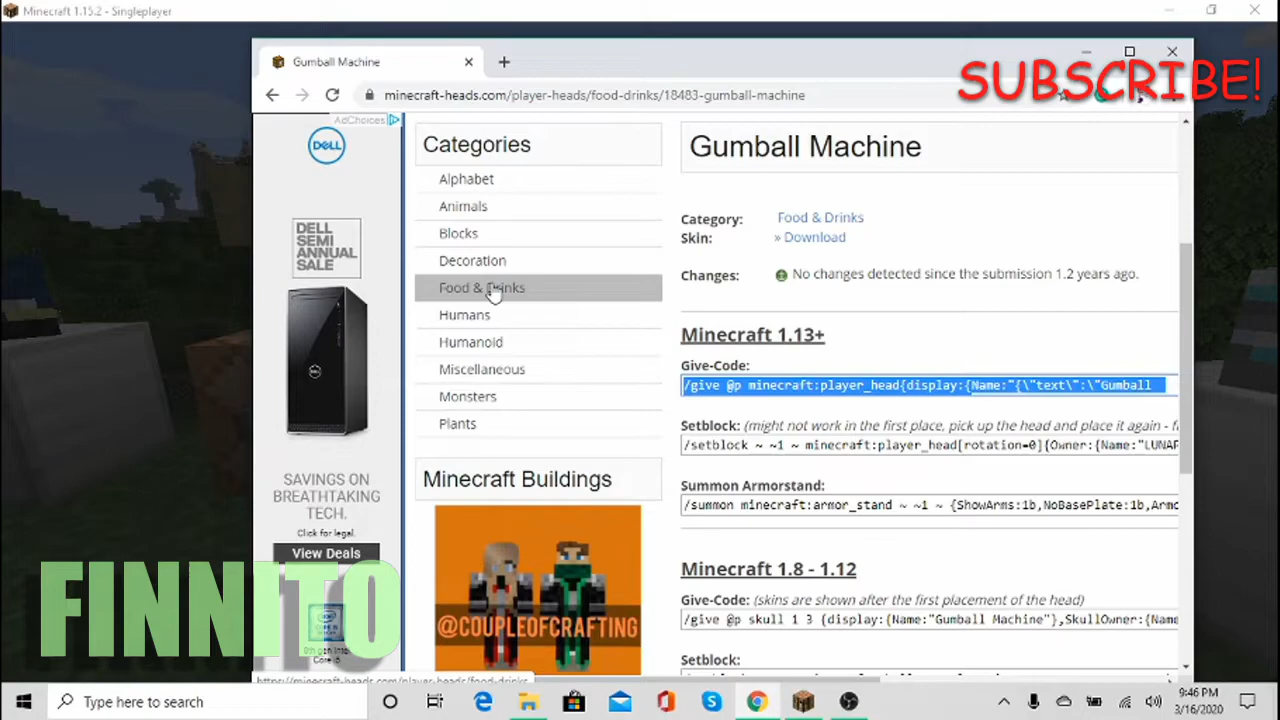 Minecraft 1.15.2 - Singleplayer
SUBSCRIBE!
Gumball Machine
minecraft-heads.com/player-heads/food-drinks/18483-gumball-machine
AdChoices
DELL
DELL
SEMI
ANNUAL
SALE
SAVINGS ON
BREATHTAKING
TECH.
Click for legal.
View Deals
Categories
Alphabet
Animals
Blocks
Decoration
Food & Drinks
Humans
Humanoid
Miscellaneous
Monsters
Plants
Minecraft Buildings
@COUPLEOFCRAFTING
Gumball Machine
Category: Food & Drinks
Skin: » Download
Changes: No changes detected since the submission 1.2 years ago.
Minecraft 1.13+
Give-Code:
/give @p minecraft:player_head{display:{Name:"{\"text\":\"Gumball
Setblock: (might not work in the first place, pick up the head and place it again - f
/setblock ~ ~1 ~ minecraft:player_head[rotation=0]{Owner:{Name:"LUNAR
Summon Armorstand:
/summon minecraft:armor_stand ~ ~1 ~ {ShowArms:1b,NoBasePlate:1b,Armo
Minecraft 1.8 - 1.12
Give-Code: (skins are shown after the first placement of the head)
/give @p skull 1 3 {display:{Name:"Gumball Machine"},SkullOwner:{Name
Setblock:
FINNITO
https://minecraft-heads.com/player-heads/food-drinks
Type here to search
9:46 PM
3/16/2020